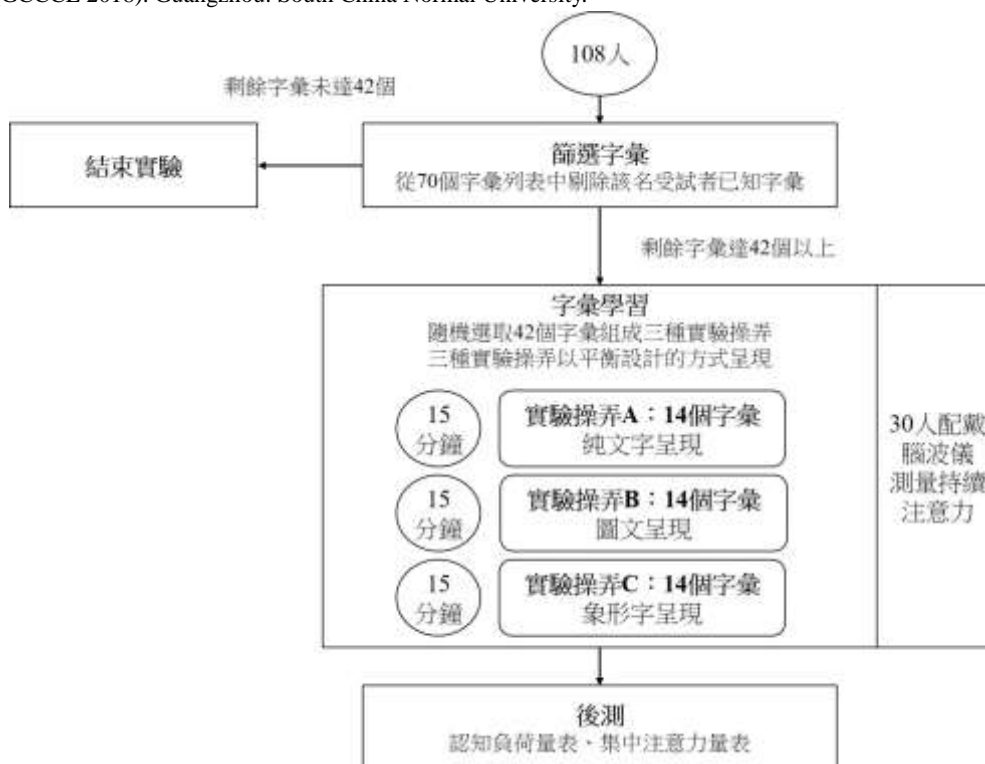 GCCCE 2018). Guangzhou: South China Normal University.
108人
剩餘字彙未達42個
結束實驗
篩選字彙
從70個字彙列表中剔除該名受試者已知字彙
剩餘字彙達42個以上
字彙學習
隨機選取42個字彙組成三種實驗操弄
三種實驗操弄以平衡設計的方式呈現
15
分鐘
實驗操弄A：14個字彙
純文字呈現
15
分鐘
實驗操弄B：14個字彙
圖文呈現
15
分鐘
實驗操弄C：14個字彙
象形字呈現
30人配戴
腦波儀
測量持續
注意力
後測
認知負荷量表、集中注意力量表